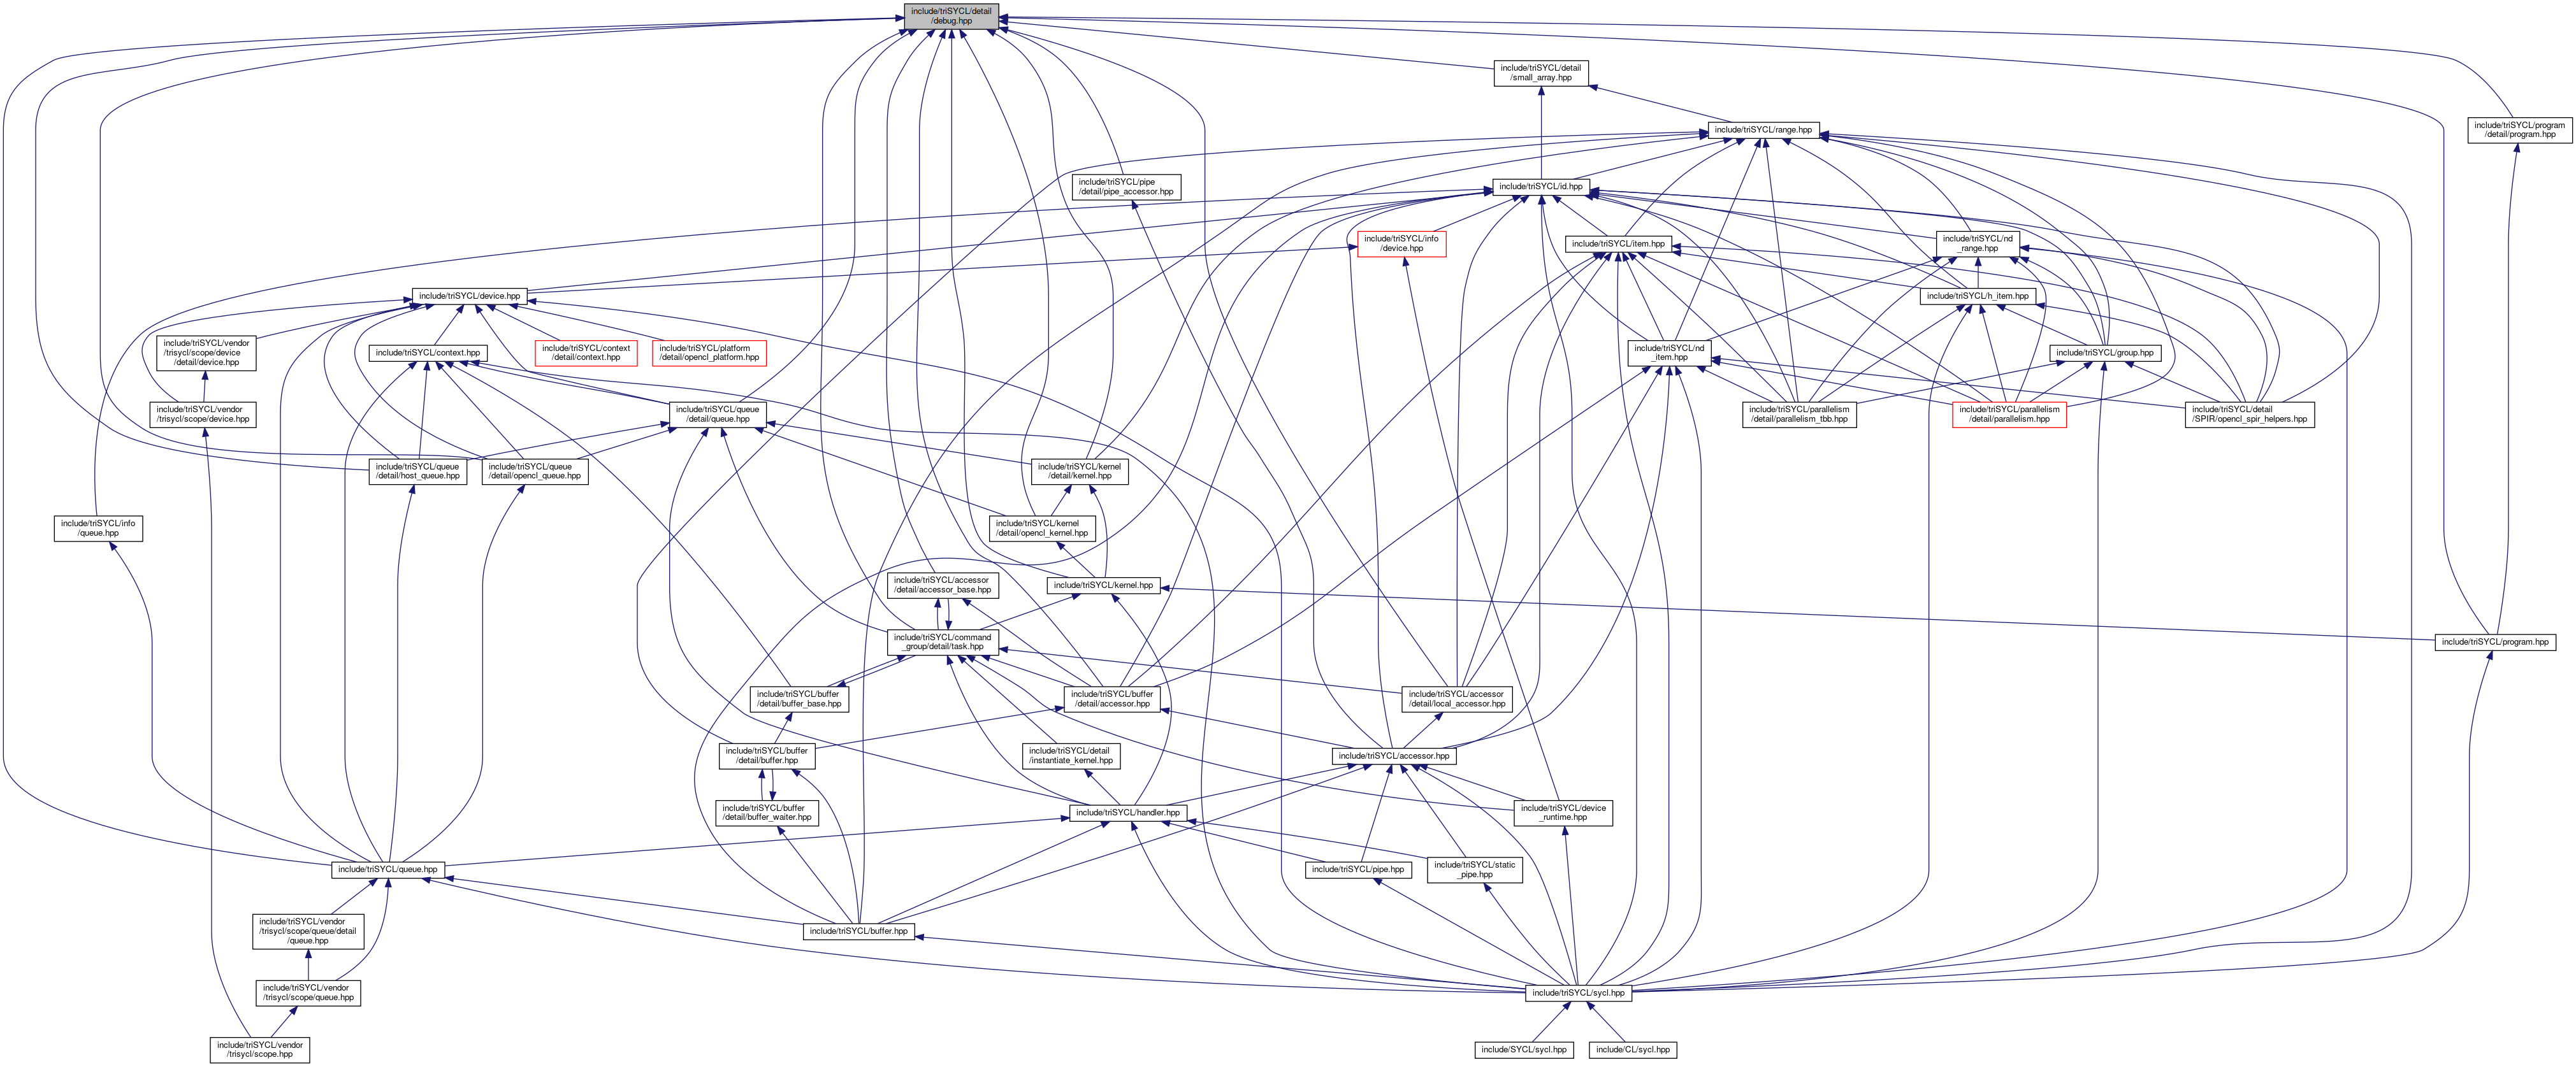 include/triSYCL/detail
/debug.hpp
include/triSYCL/detail
/small_array.hpp
include/triSYCL/range.hpp
include/triSYCL/program
/detail/program.hpp
include/triSYCL/pipe
/detail/pipe_accessor.hpp
include/triSYCL/id.hpp
include/triSYCL/info
/device.hpp
include/triSYCL/item.hpp
include/triSYCL/nd
_range.hpp
include/triSYCL/device.hpp
include/triSYCL/h_item.hpp
include/triSYCL/vendor
/trisycl/scope/device
/detail/device.hpp
include/triSYCL/context.hpp
include/triSYCL/context
/detail/context.hpp
include/triSYCL/platform
/detail/opencl_platform.hpp
include/triSYCL/nd
_item.hpp
include/triSYCL/group.hpp
include/triSYCL/vendor
/trisycl/scope/device.hpp
include/triSYCL/queue
/detail/queue.hpp
include/triSYCL/parallelism
/detail/parallelism_tbb.hpp
include/triSYCL/parallelism
/detail/parallelism.hpp
include/triSYCL/detail
/SPIR/opencl_spir_helpers.hpp
include/triSYCL/queue
/detail/host_queue.hpp
include/triSYCL/queue
/detail/opencl_queue.hpp
include/triSYCL/kernel
/detail/kernel.hpp
include/triSYCL/info
/queue.hpp
include/triSYCL/kernel
/detail/opencl_kernel.hpp
include/triSYCL/accessor
/detail/accessor_base.hpp
include/triSYCL/kernel.hpp
include/triSYCL/command
_group/detail/task.hpp
include/triSYCL/program.hpp
include/triSYCL/buffer
/detail/buffer_base.hpp
include/triSYCL/buffer
/detail/accessor.hpp
include/triSYCL/accessor
/detail/local_accessor.hpp
include/triSYCL/buffer
/detail/buffer.hpp
include/triSYCL/detail
/instantiate_kernel.hpp
include/triSYCL/accessor.hpp
include/triSYCL/buffer
/detail/buffer_waiter.hpp
include/triSYCL/handler.hpp
include/triSYCL/device
_runtime.hpp
include/triSYCL/queue.hpp
include/triSYCL/pipe.hpp
include/triSYCL/static
_pipe.hpp
include/triSYCL/vendor
/trisycl/scope/queue/detail
/queue.hpp
include/triSYCL/buffer.hpp
include/triSYCL/vendor
/trisycl/scope/queue.hpp
include/triSYCL/sycl.hpp
include/triSYCL/vendor
/trisycl/scope.hpp
include/SYCL/sycl.hpp
include/CL/sycl.hpp